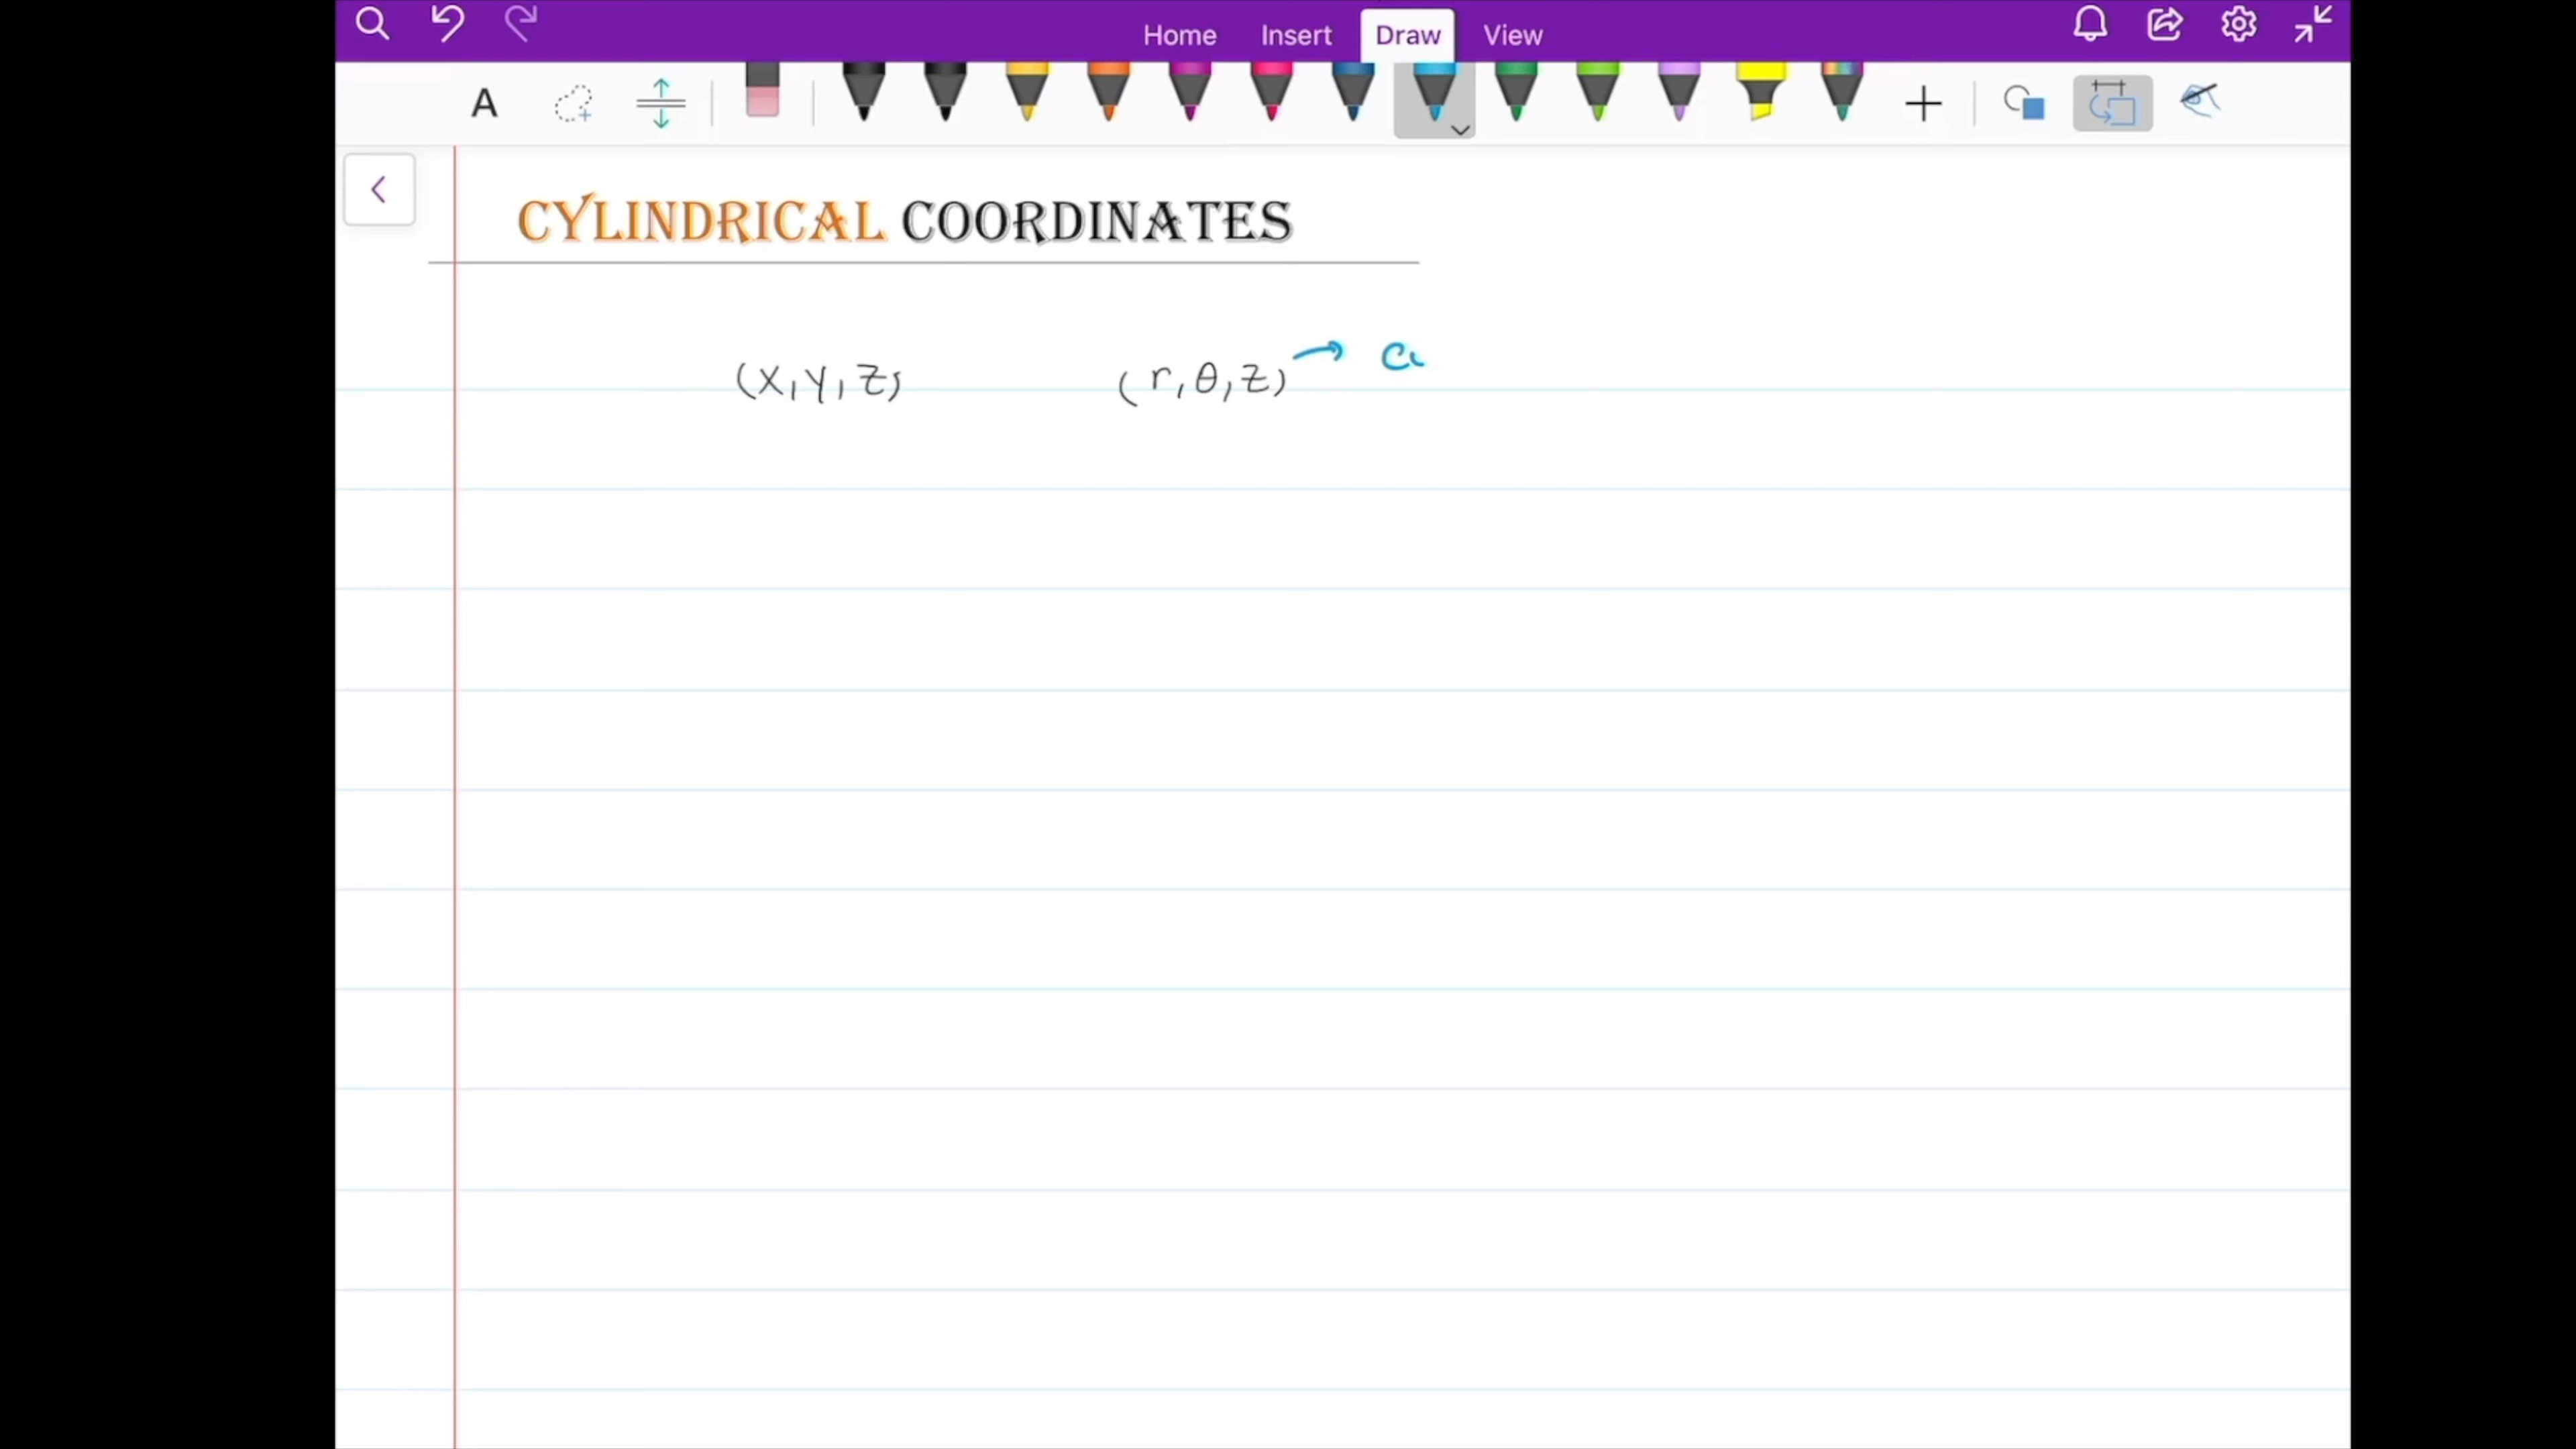 Home Insert Draw View
A
CYLINDRICAL COORDINATES
(x, y, z) (r, θ, z) →